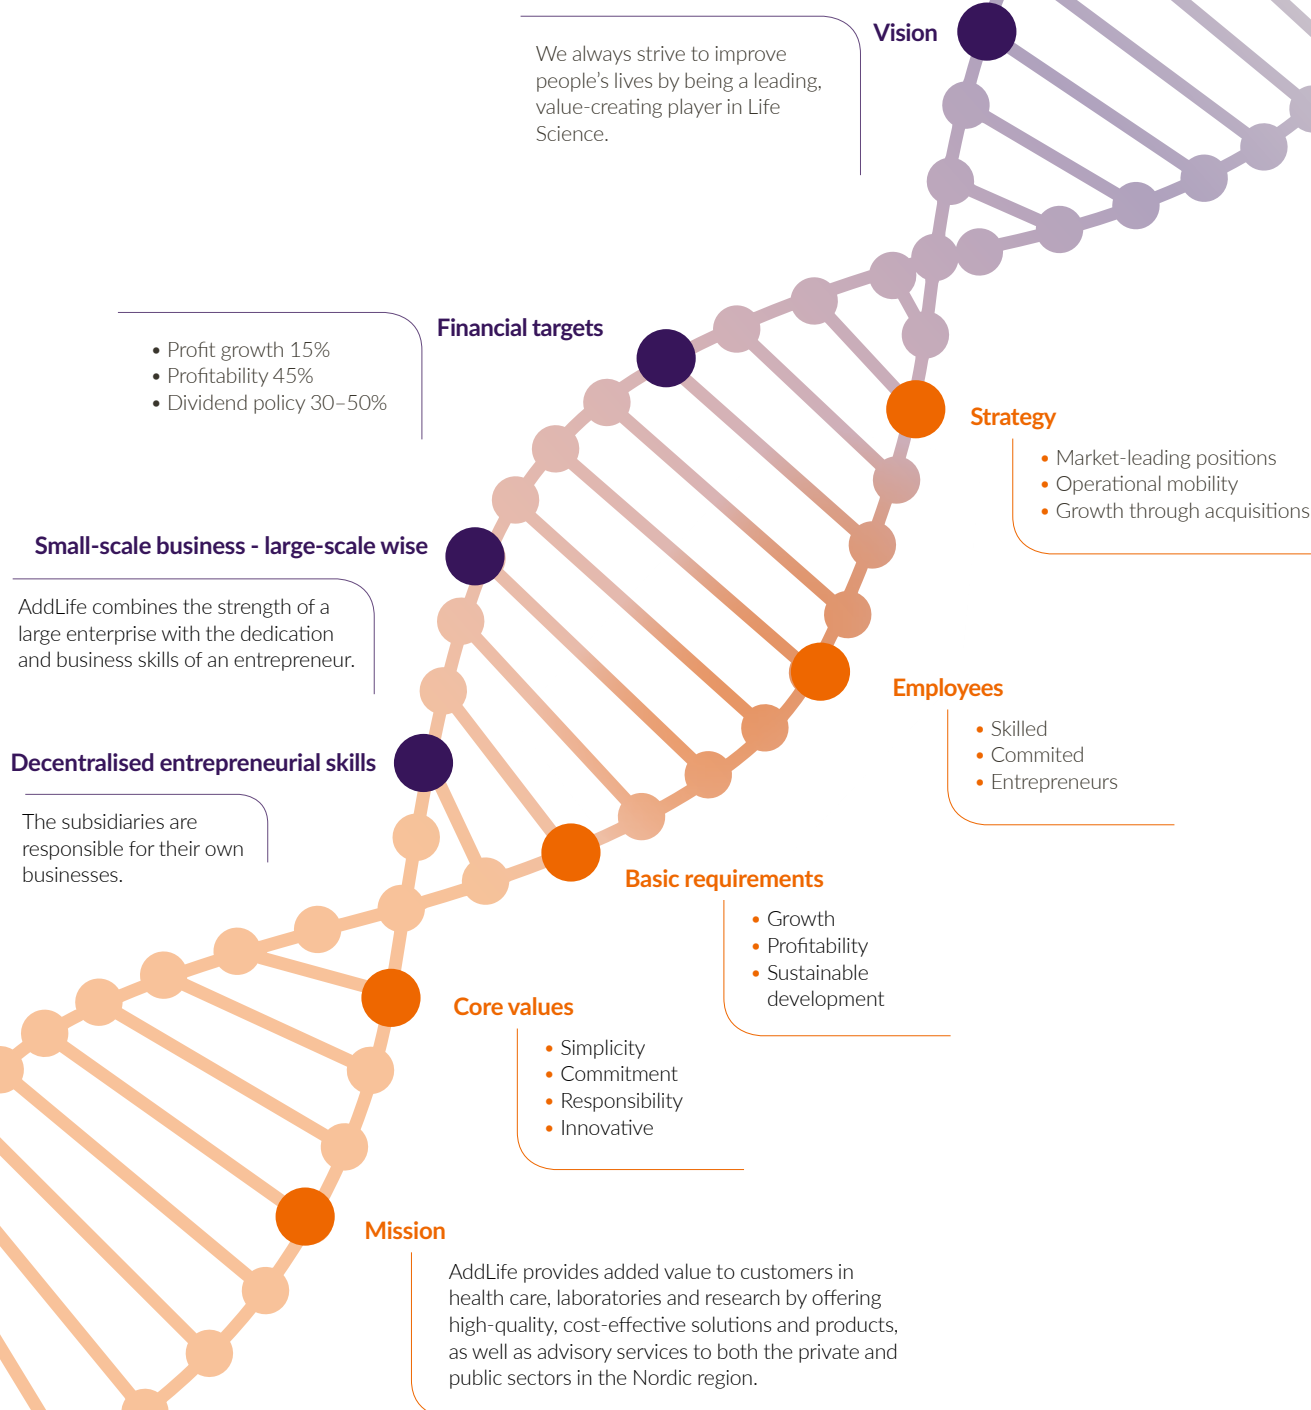 Vision
We always strive to improve
people's lives by being a leading,
value-creating player in Life
Science.
Financial targets
• Profit growth 15%
• Profitability 45%
• Dividend policy 30–50%
Strategy
• Market-leading positions
• Operational mobility
• Growth through acquisitions
Small-scale business - large-scale wise
AddLife combines the strength of a
large enterprise with the dedication
and business skills of an entrepreneur.
Employees
• Skilled
• Commited
• Entrepreneurs
Decentralised entrepreneurial skills
The subsidiaries are
responsible for their own
businesses.
Basic requirements
• Growth
• Profitability
• Sustainable
development
Core values
• Simplicity
• Commitment
• Responsibility
• Innovative
Mission
AddLife provides added value to customers in
health care, laboratories and research by offering
high-quality, cost-effective solutions and products,
as well as advisory services to both the private and
public sectors in the Nordic region.